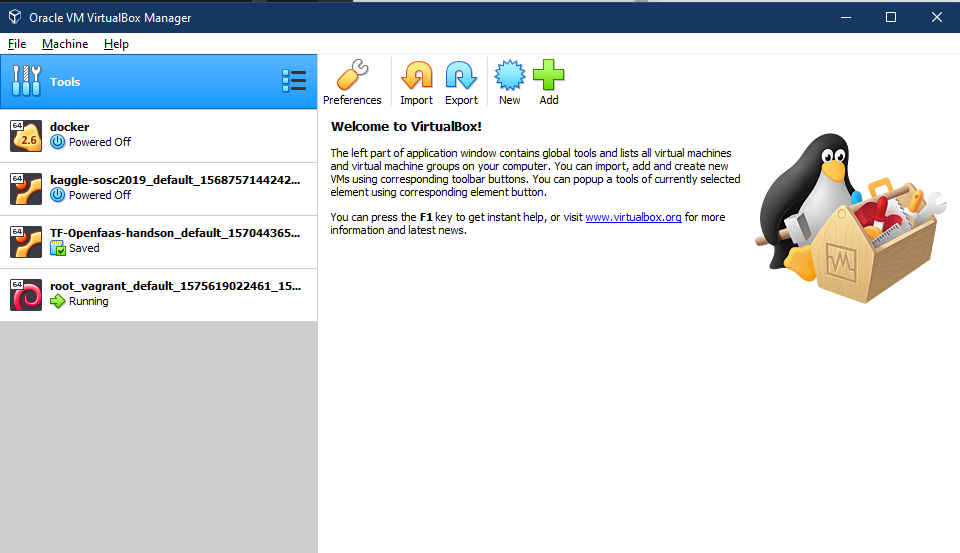 Oracle VM VirtualBox Manager
File Machine Help
Tools
Preferences Import Export New Add
64
2.6
docker
Powered Off
64
kaggle-sosc2019_default_1568757144242...
Powered Off
64
TF-Openfaas-handson_default_157044365...
Saved
64
root_vagrant_default_1575619022461_15...
Running
Welcome to VirtualBox!
The left part of application window contains global tools and lists all virtual machines
and virtual machine groups on your computer. You can import, add and create new
VMs using corresponding toolbar buttons. You can popup a tools of currently selected
element using corresponding element button.
You can press the F1 key to get instant help, or visit www.virtualbox.org for more
information and latest news.